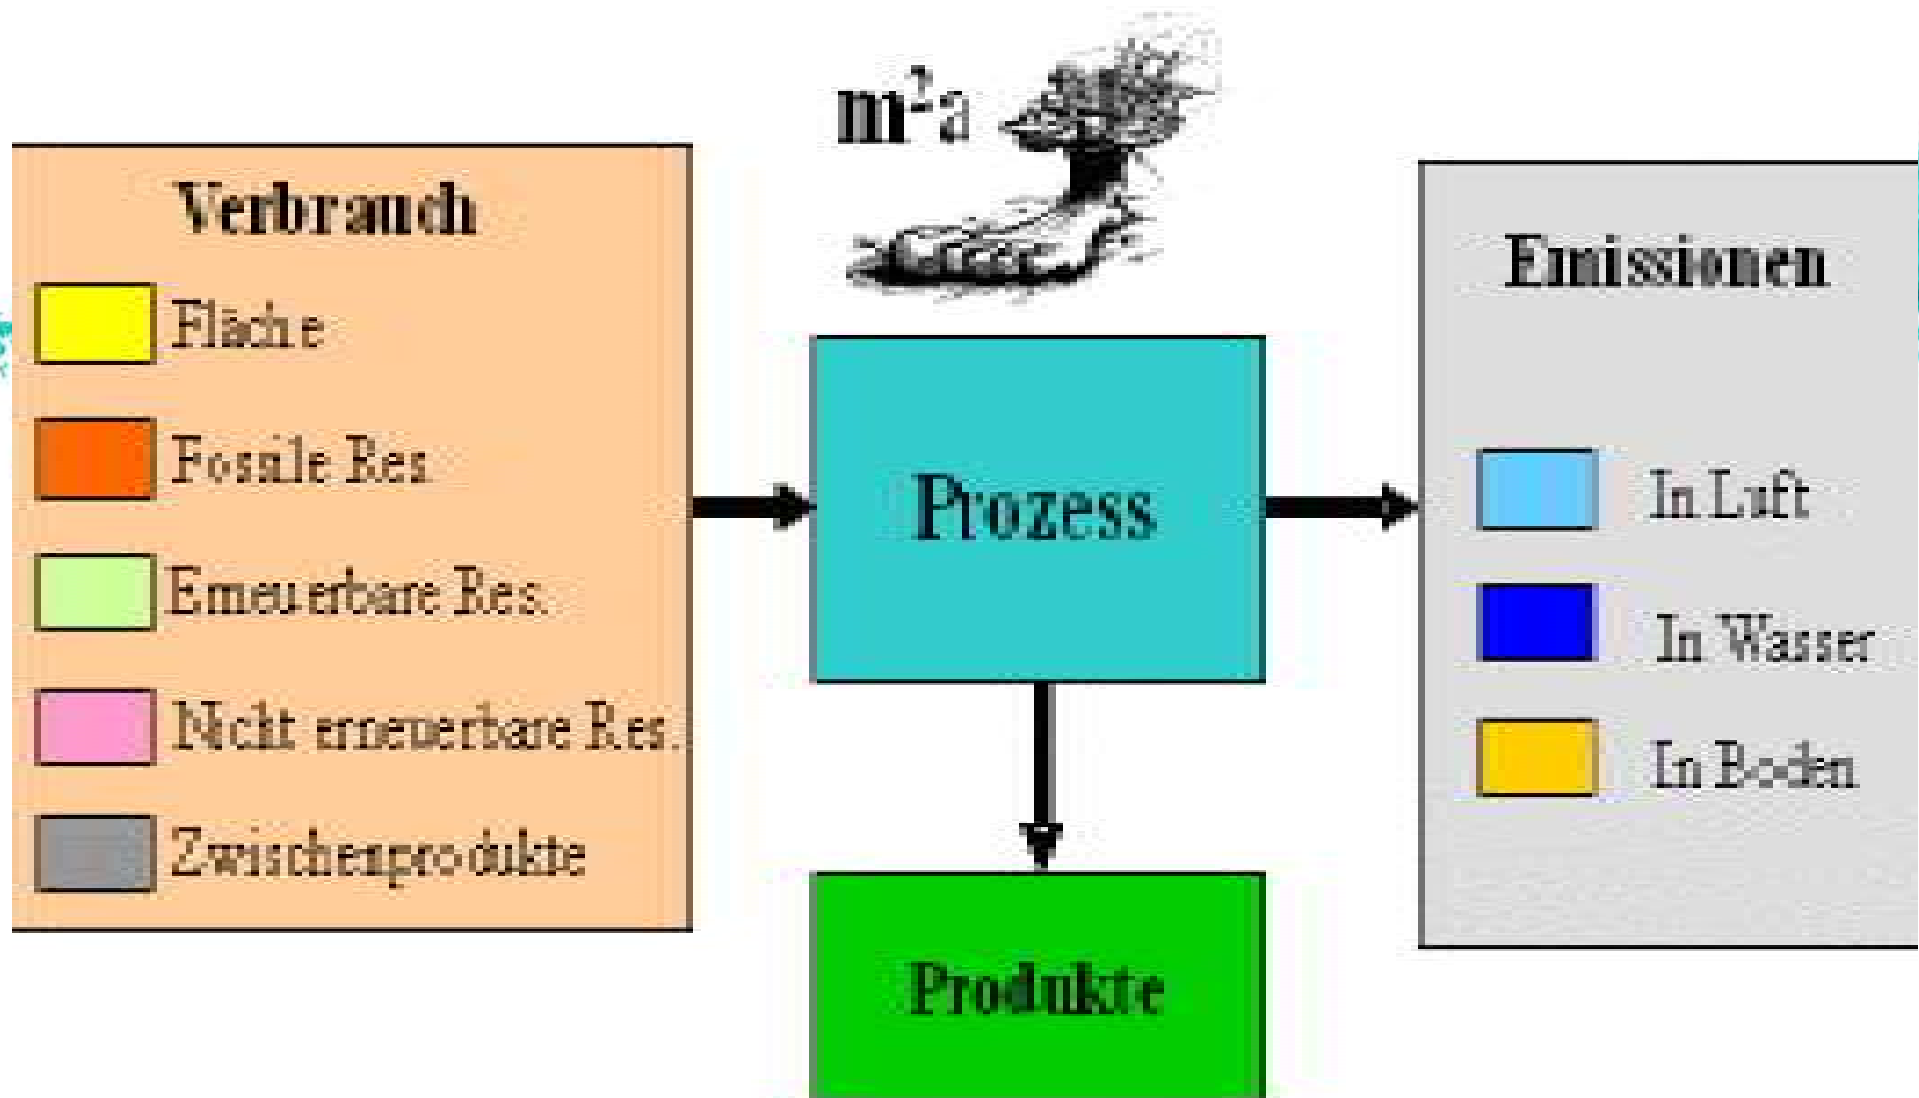 m²a
Verbrauch
Fläche
Fossile Res.
Erneuerbare Res.
Nicht erneuerbare Res.
Zwischenprodukte
Prozess
Produkte
Emissionen
In Luft
In Wasser
In Boden